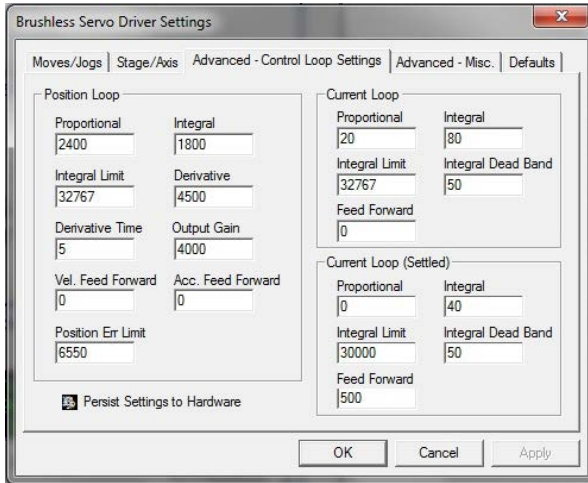 Brushless Servo Driver Settings
Moves/Jogs Stage/Axis Advanced - Control Loop Settings Advanced - Misc. Defaults
Position Loop
Proportional Integral
2400 1800
Integral Limit Derivative
32767 4500
Derivative Time Output Gain
5 4000
Vel. Feed Forward Acc. Feed Forward
0 0
Position Err Limit
6550
Persist Settings to Hardware
Current Loop
Proportional Integral
20 80
Integral Limit Integral Dead Band
32767 50
Feed Forward
0
Current Loop (Settled)
Proportional Integral
0 40
Integral Limit Integral Dead Band
30000 50
Feed Forward
500
OK Cancel Apply